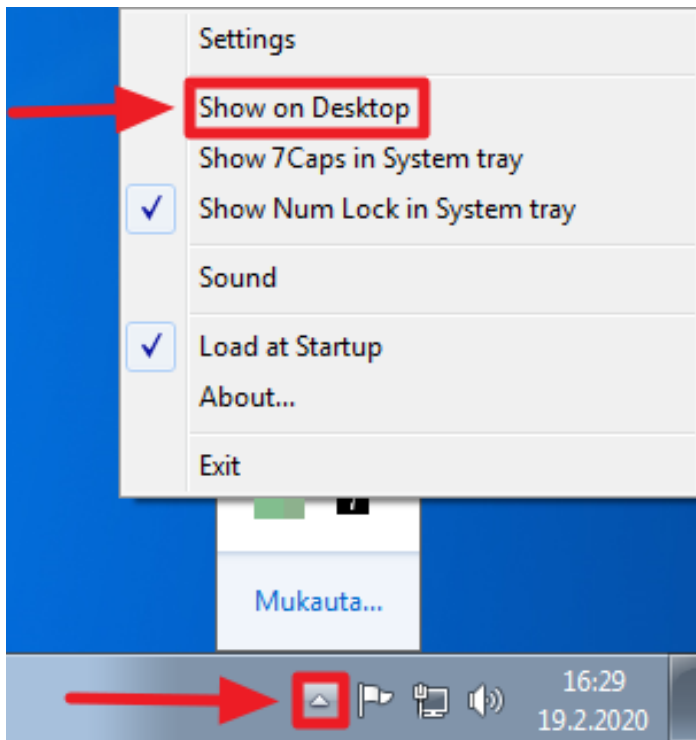 Settings
Show on Desktop
Show 7Caps in System tray
Show Num Lock in System tray
Sound
Load at Startup
About...
Exit
Mukauta...
16:29
19.2.2020